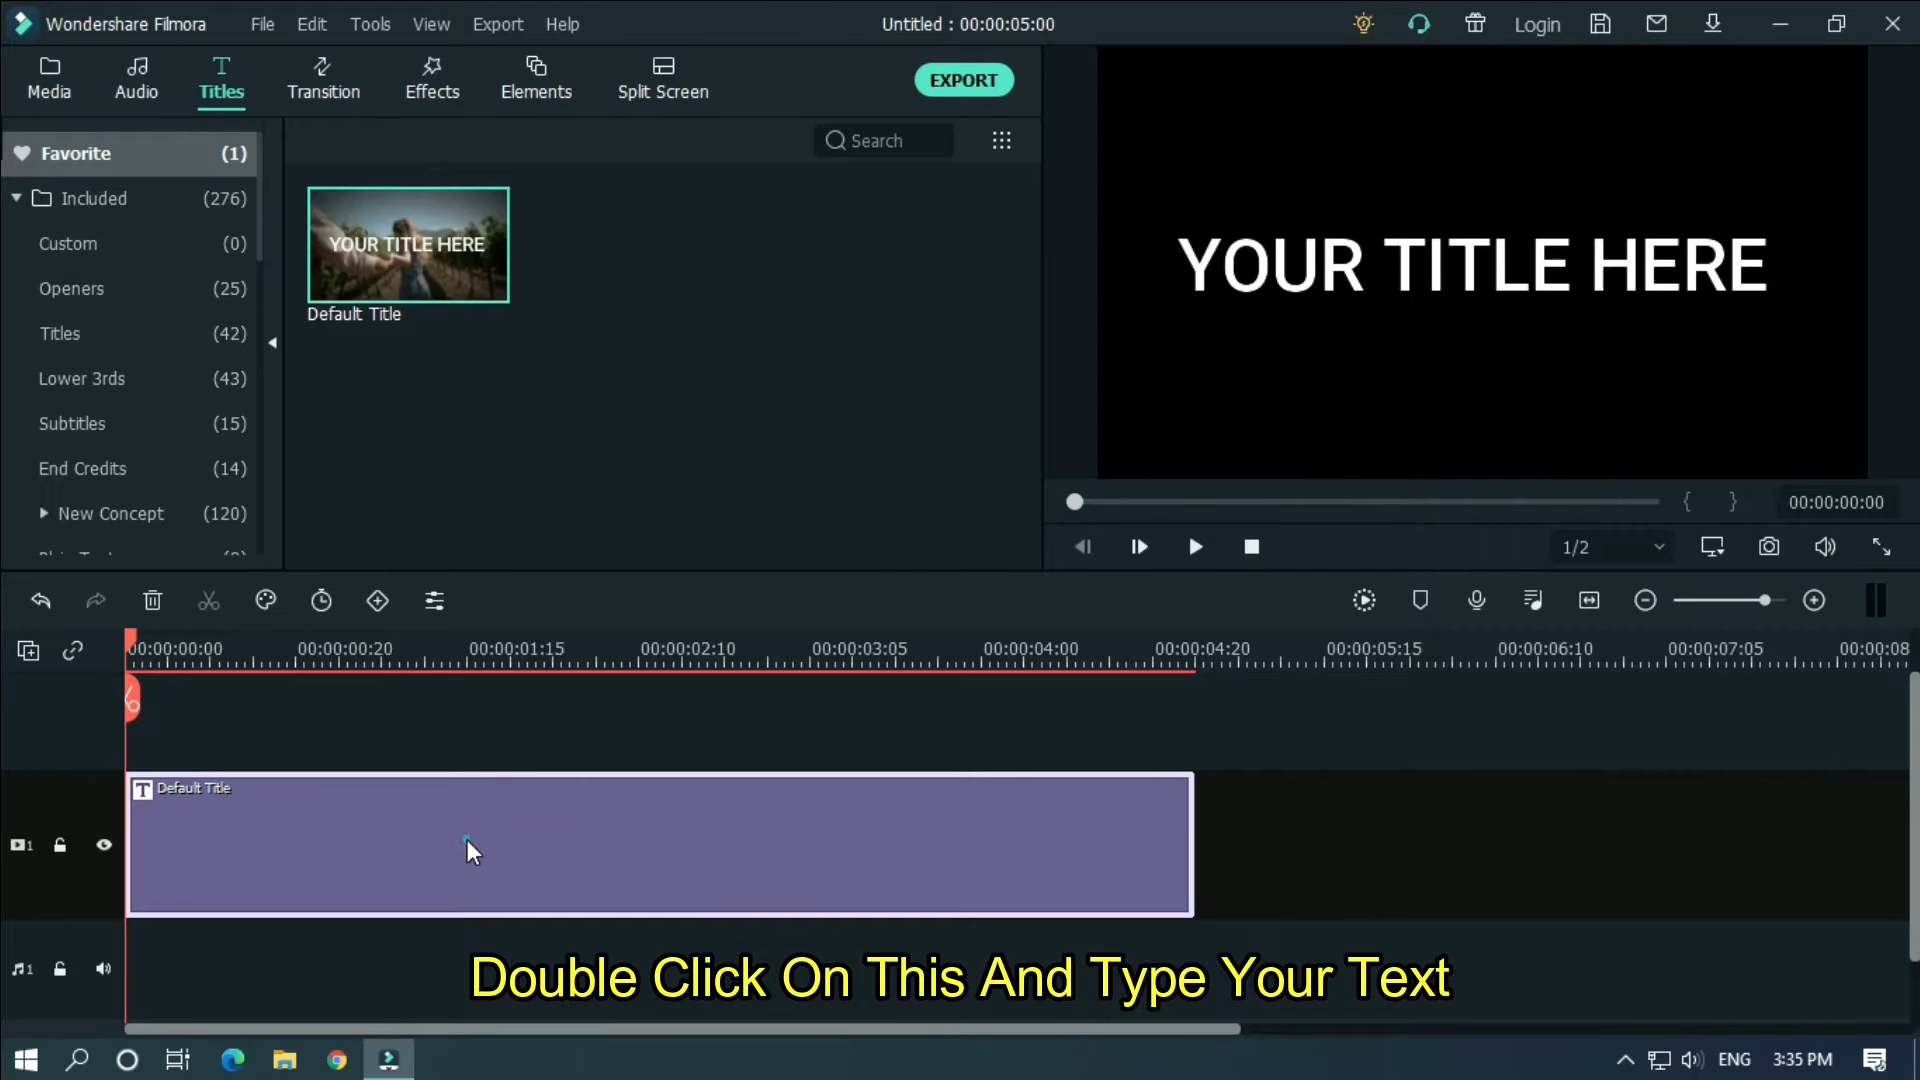 Wondershare Filmora File Edit Tools View Export Help Untitled : 00:00:05:00 Login
Media Audio Titles Transition Effects Elements Split Screen EXPORT
Favorite (1)
Search
Included (276)
Custom (0)
Openers (25)
Titles (42)
Lower 3rds (43)
Subtitles (15)
End Credits (14)
New Concept (120)
YOUR TITLE HERE
Default Title
YOUR TITLE HERE
{ } 00:00:00:00
1/2
00:00:00:00 00:00:00:20 00:00:01:15 00:00:02:10 00:00:03:05 00:00:04:00 00:00:04:20 00:00:05:15 00:00:06:10 00:00:07:05 00:00:08
T Default Title
1
1
Double Click On This And Type Your Text
ENG 3:35 PM